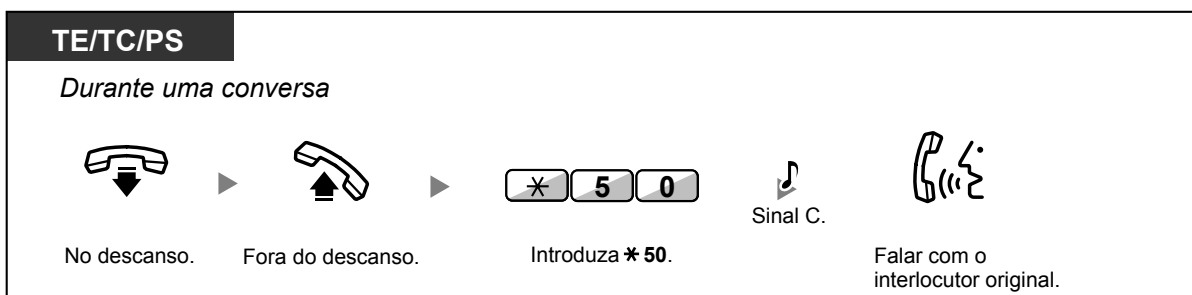 TE/TC/PS
Durante uma conversa
* 5 0
Sinal C.
No descanso.
Fora do descanso.
Introduza * 50.
Falar com o
interlocutor original.